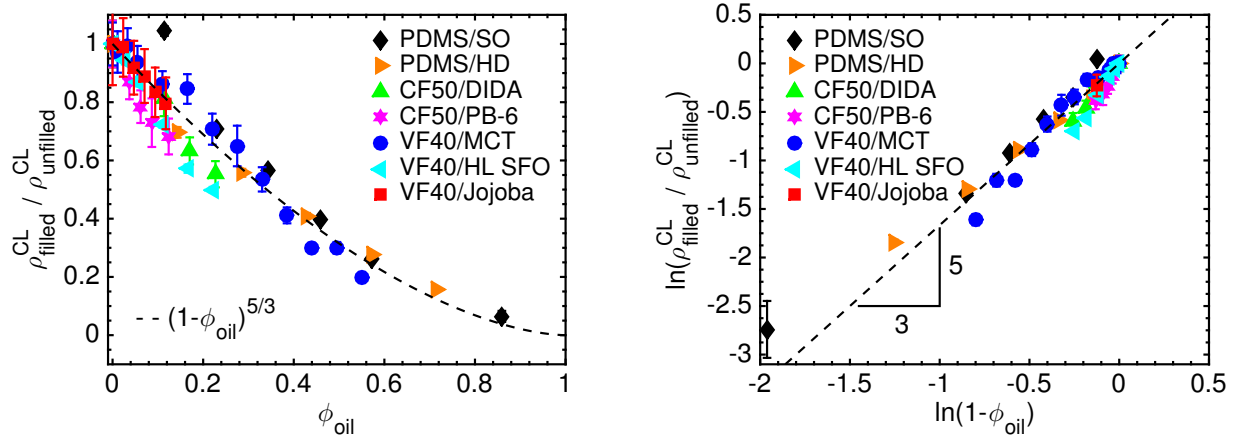 ρ^CL_filled / ρ^CL_unfilled
1
0.8
0.6
0.4
0.2
0
PDMS/SO
PDMS/HD
CF50/DIDA
CF50/PB-6
VF40/MCT
VF40/HL SFO
VF40/Jojoba
-- (1-ϕ_oil)^5/3
0 0.2 0.4 0.6 0.8 1
ϕ_oil
ln(ρ^CL_filled / ρ^CL_unfilled)
0.5
0
-0.5
-1
-1.5
-2
-2.5
-3
PDMS/SO
PDMS/HD
CF50/DIDA
CF50/PB-6
VF40/MCT
VF40/HL SFO
VF40/Jojoba
5
3
-2 -1 -0.5 0 0.5
ln(1-ϕ_oil)